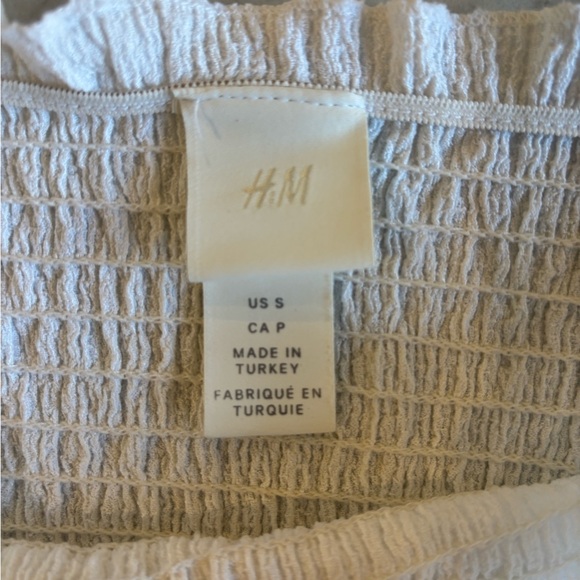 H&M
US S
CA P
MADE IN
TURKEY
FABRIQUÉ EN
TURQUIE